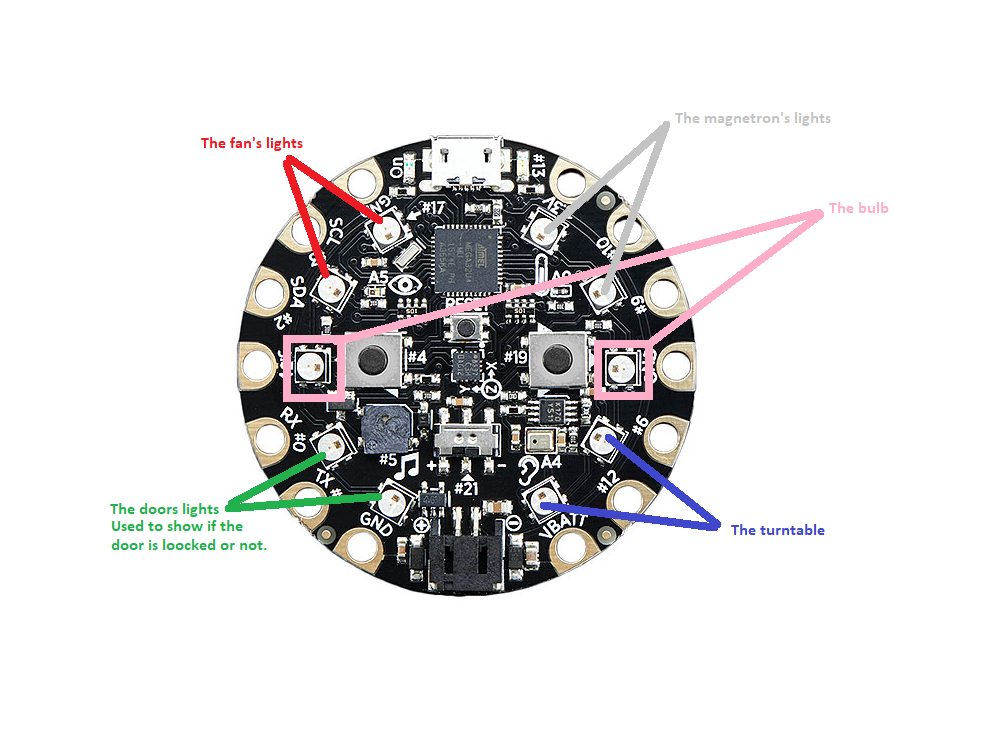 The magnetron's lights
The fan's lights
The bulb
#13
#17
SCL
#10
A5
SDA
#9
#2
ATMEL
RESET
#4
#19
X
Y
Z
RX
#0
#6
#5
+
-
A4
TX
#12
#21
GND
VBATT
The doors lights
Used to show if the
door is loocked or not.
The turntable